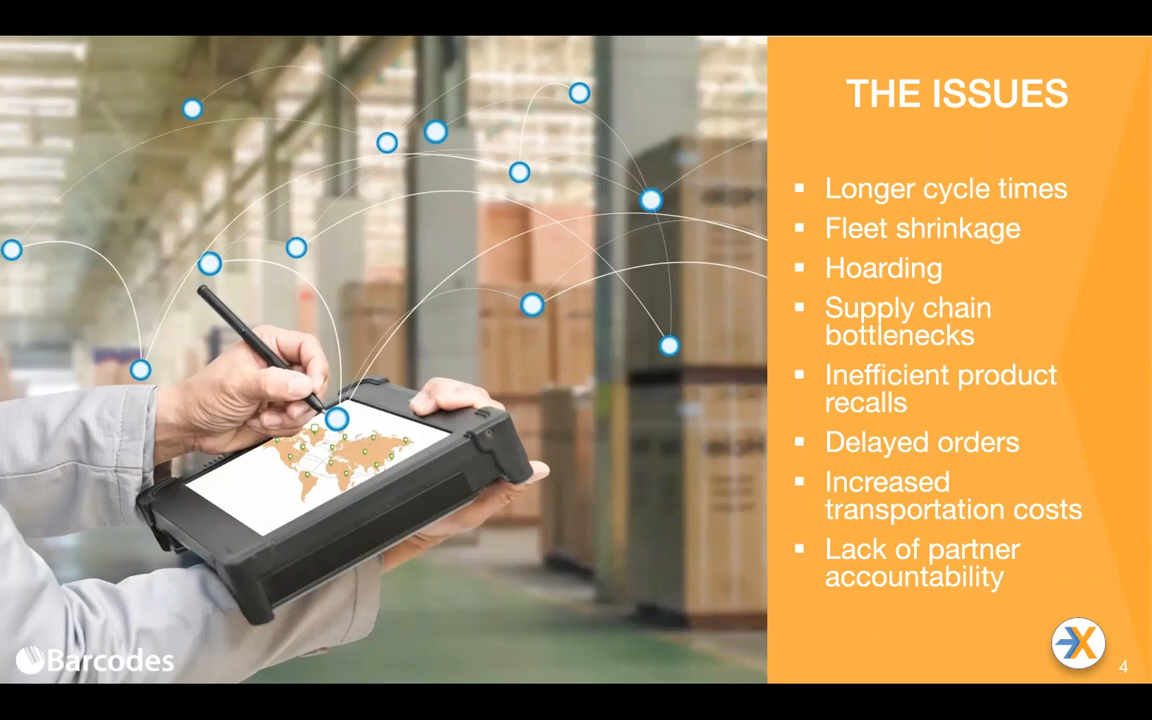 THE ISSUES
▪ Longer cycle times
▪ Fleet shrinkage
▪ Hoarding
▪ Supply chain
bottlenecks
▪ Inefficient product
recalls
▪ Delayed orders
▪ Increased
transportation costs
▪ Lack of partner
accountability
Barcodes
X
4